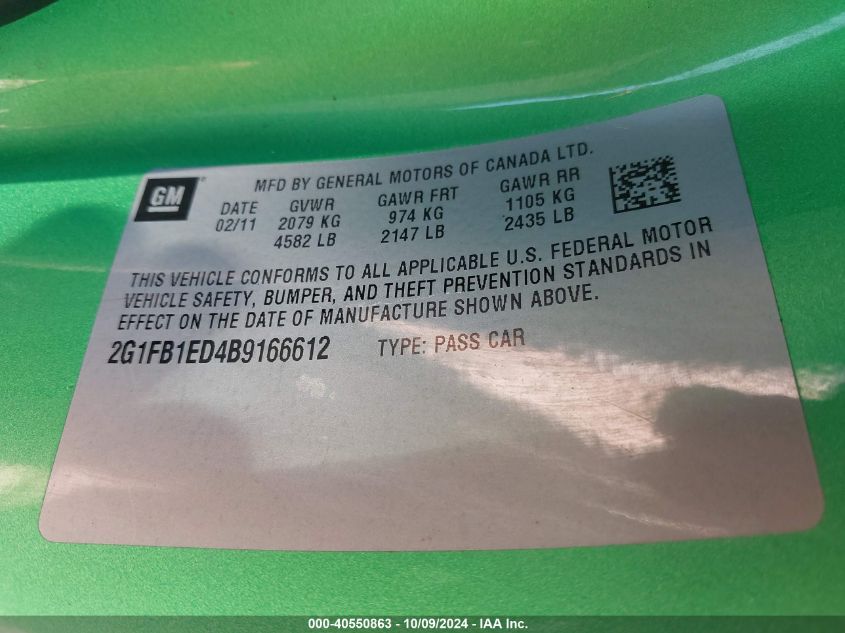 GM
MFD BY GENERAL MOTORS OF CANADA LTD.
DATE GVWR GAWR FRT GAWR RR
02/11 2079 KG 974 KG 1105 KG
4582 LB 2147 LB 2435 LB
THIS VEHICLE CONFORMS TO ALL APPLICABLE U.S. FEDERAL MOTOR
VEHICLE SAFETY, BUMPER, AND THEFT PREVENTION STANDARDS IN
EFFECT ON THE DATE OF MANUFACTURE SHOWN ABOVE.
2G1FB1ED4B9166612 TYPE: PASS CAR
000-40550863 - 10/09/2024 - IAA Inc.